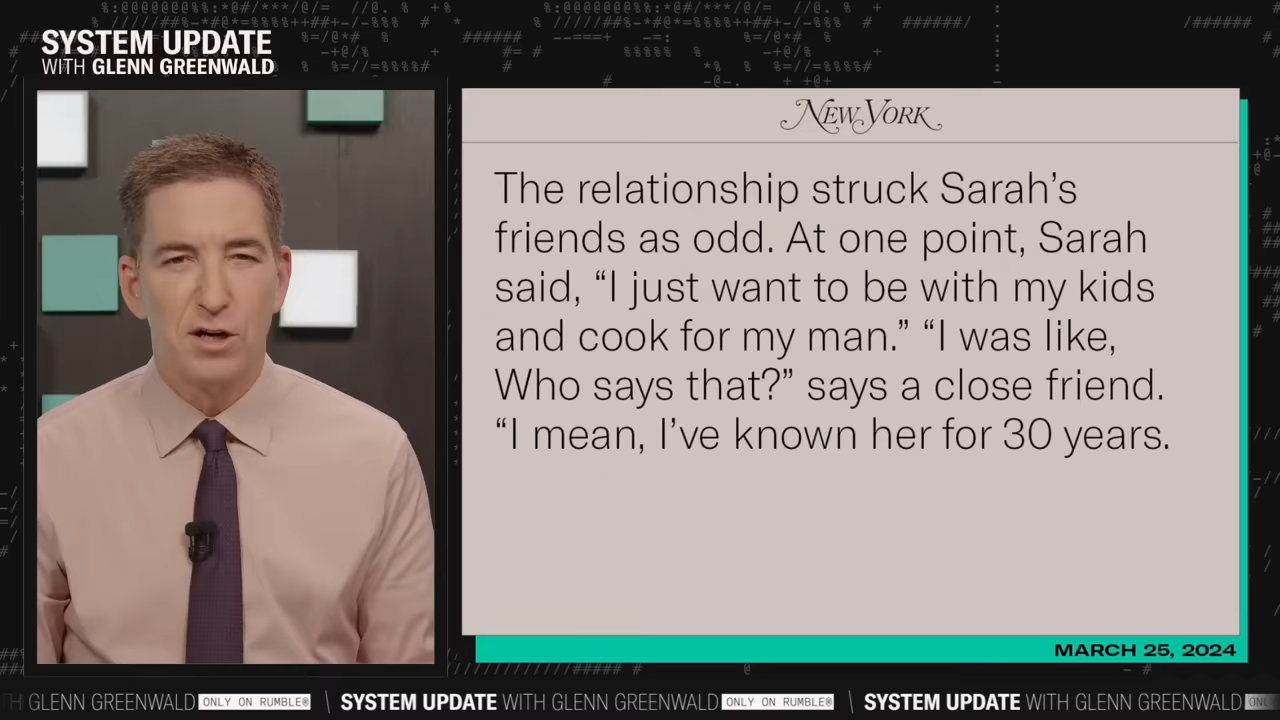 SYSTEM UPDATE
WITH GLENN GREENWALD
NEW YORK
The relationship struck Sarah’s
friends as odd. At one point, Sarah
said, “I just want to be with my kids
and cook for my man.” “I was like,
Who says that?” says a close friend.
“I mean, I’ve known her for 30 years.
MARCH 25, 2024
TH GLENN GREENWALD ONLY ON RUMBLE® \ SYSTEM UPDATE WITH GLENN GREENWALD ONLY ON RUMBLE® \ SYSTEM UPDATE WITH GLENN GREENWALD